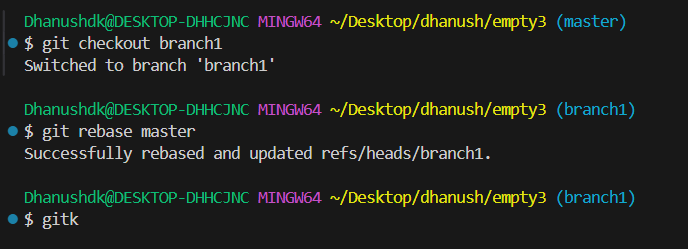 Dhanushdk@DESKTOP-DHHCJNC MINGW64 ~/Desktop/dhanush/empty3 (master)
$ git checkout branch1
Switched to branch 'branch1'
Dhanushdk@DESKTOP-DHHCJNC MINGW64 ~/Desktop/dhanush/empty3 (branch1)
$ git rebase master
Successfully rebased and updated refs/heads/branch1.
Dhanushdk@DESKTOP-DHHCJNC MINGW64 ~/Desktop/dhanush/empty3 (branch1)
$ gitk